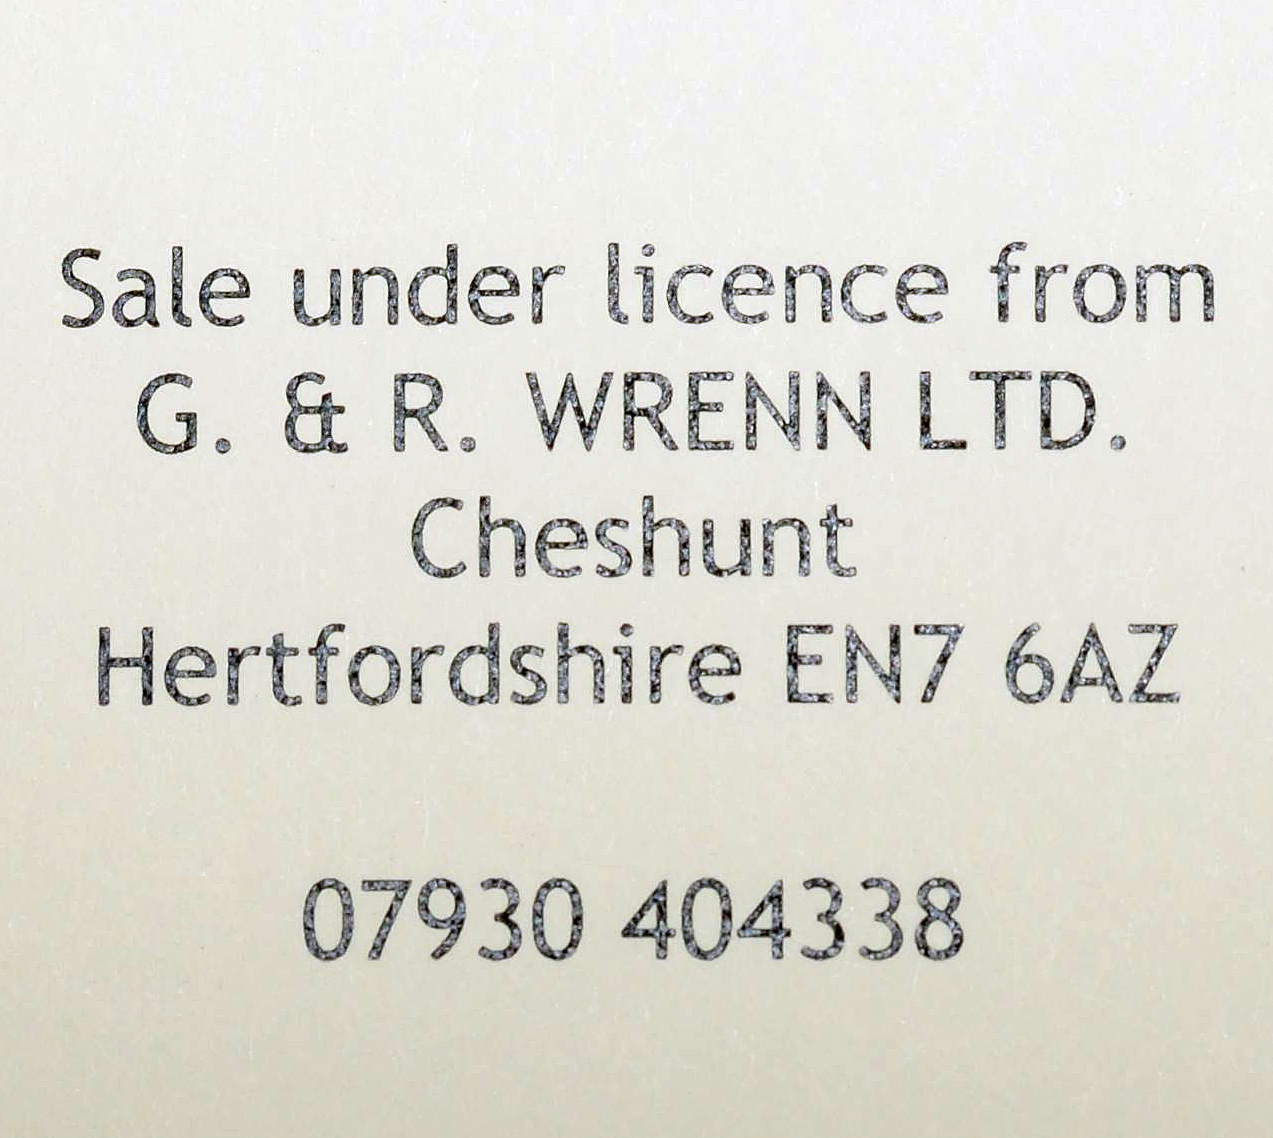 Sale under licence from
G. & R. WRENN LTD.
Cheshunt
Hertfordshire EN7 6AZ
07930 404338